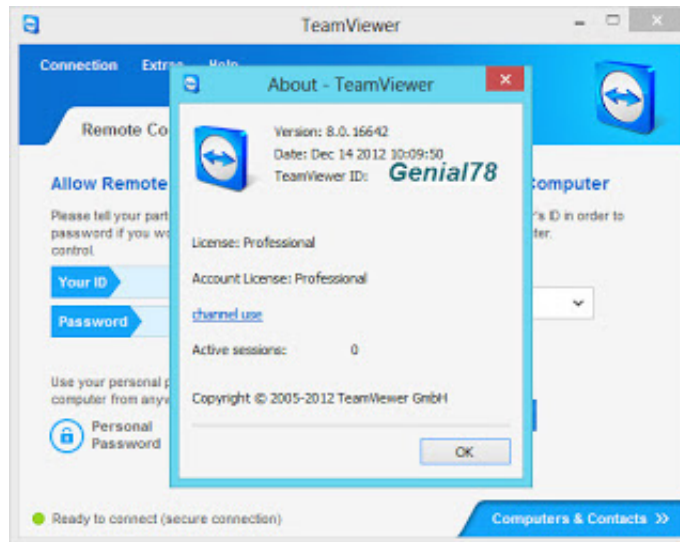 TeamViewer
Connection Extras Help
About - TeamViewer
Remote Co
Version: 8.0.16642
Date: Dec 14 2012 10:09:50
TeamViewer ID: Genial78
Allow Remote
omputer
Please tell your part
's ID in order to
password if you wo
ter.
control.
License: Professional
Your ID
Account License: Professional
Password
channel use
Active sessions: 0
Use your personal p
computer from anyw
Copyright © 2005-2012 TeamViewer GmbH
Personal
Password
OK
Ready to connect (secure connection)
Computers & Contacts >>